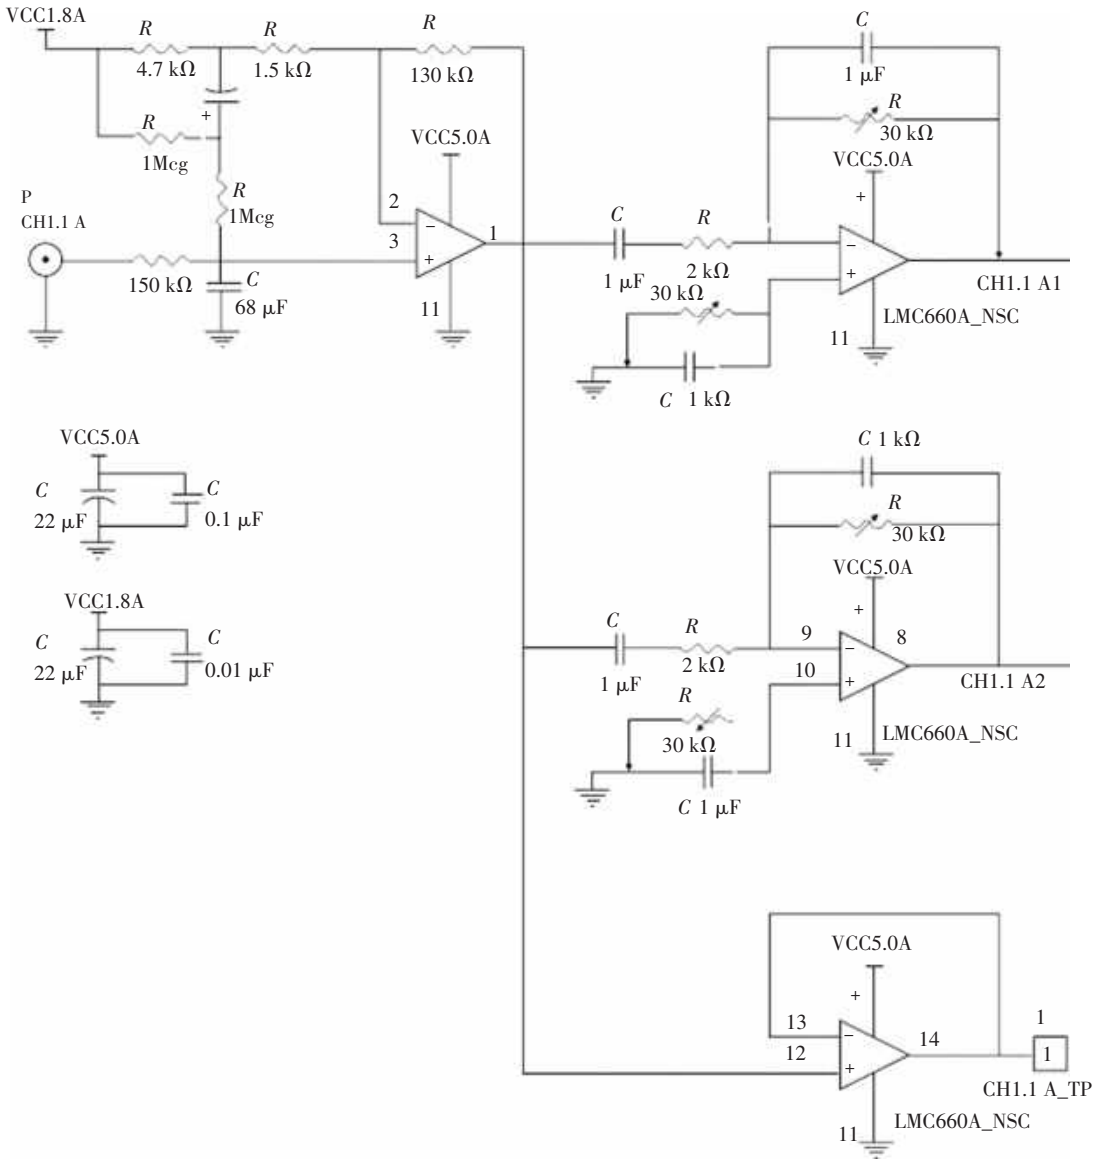 VCC1.8A
R
4.7 kΩ
R
1.5 kΩ
R
130 kΩ
+
R
1Mcg
R
1Mcg
P
CH1.1 A
150 kΩ
C
68 μF
VCC5.0A
2
3
−
+
1
11
C
1 μF
R
30 kΩ
VCC5.0A
+
C
1 μF
R
2 kΩ
30 kΩ
−
+
CH1.1 A1
LMC660A_NSC
11
C 1 kΩ
VCC5.0A
C
22 μF
C
0.1 μF
VCC1.8A
C
22 μF
C
0.01 μF
C 1 kΩ
R
30 kΩ
VCC5.0A
+
C
1 μF
R
2 kΩ
9
10
−
+
8
CH1.1 A2
R
30 kΩ
11
LMC660A_NSC
C 1 μF
VCC5.0A
+
13
12
−
+
14
1
1
CH1.1 A_TP
11
LMC660A_NSC